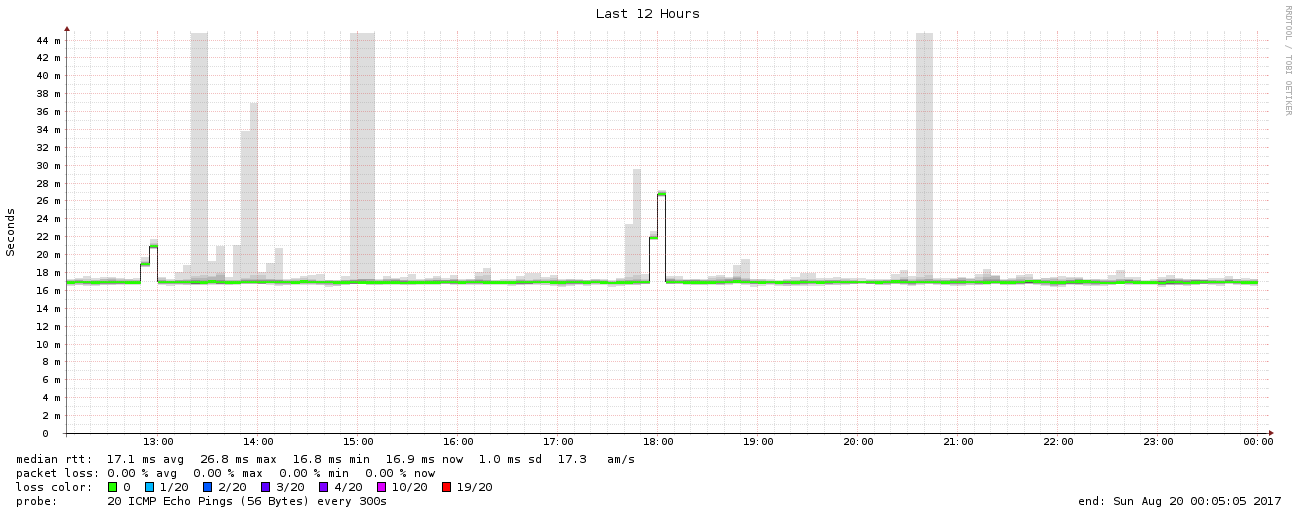 Last 12 Hours
RRDTOOL / TOBI OETIKER
Seconds
44 m
42 m
40 m
38 m
36 m
34 m
32 m
30 m
28 m
26 m
24 m
22 m
20 m
18 m
16 m
14 m
12 m
10 m
8 m
6 m
4 m
2 m
0
13:00 14:00 15:00 16:00 17:00 18:00 19:00 20:00 21:00 22:00 23:00 00:00
median rtt: 17.1 ms avg 26.8 ms max 16.8 ms min 16.9 ms now 1.0 ms sd 17.3 am/s
packet loss: 0.00 % avg 0.00 % max 0.00 % min 0.00 % now
loss color: 0 1/20 2/20 3/20 4/20 10/20 19/20
probe: 20 ICMP Echo Pings (56 Bytes) every 300s end: Sun Aug 20 00:05:05 2017